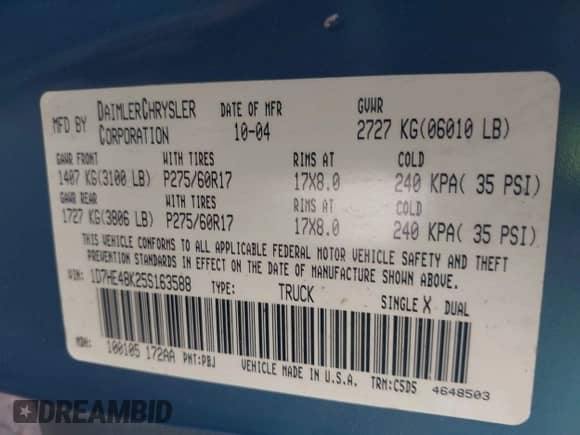 MFD BY DAIMLERCHRYSLER CORPORATION DATE OF MFR 10-04 GVWR 2727 KG(06010 LB)
GAWR FRONT WITH TIRES RIMS AT COLD
1407 KG(3100 LB) P275/60R17 17X8.0 240 KPA( 35 PSI)
GAWR REAR WITH TIRES RIMS AT COLD
1727 KG(3806 LB) P275/60R17 17X8.0 240 KPA( 35 PSI)
THIS VEHICLE CONFORMS TO ALL APPLICABLE FEDERAL MOTOR VEHICLE SAFETY AND THEFT
PREVENTION STANDARDS IN EFFECT ON THE DATE OF MANUFACTURE SHOWN ABOVE.
VIN: 1D7HE48K25S163588 TYPE: TRUCK SINGLE X DUAL
MDH: 100105 172AA PNT:PBJ VEHICLE MADE IN U.S.A. TRM:C5D5 4648503
DREAMBID